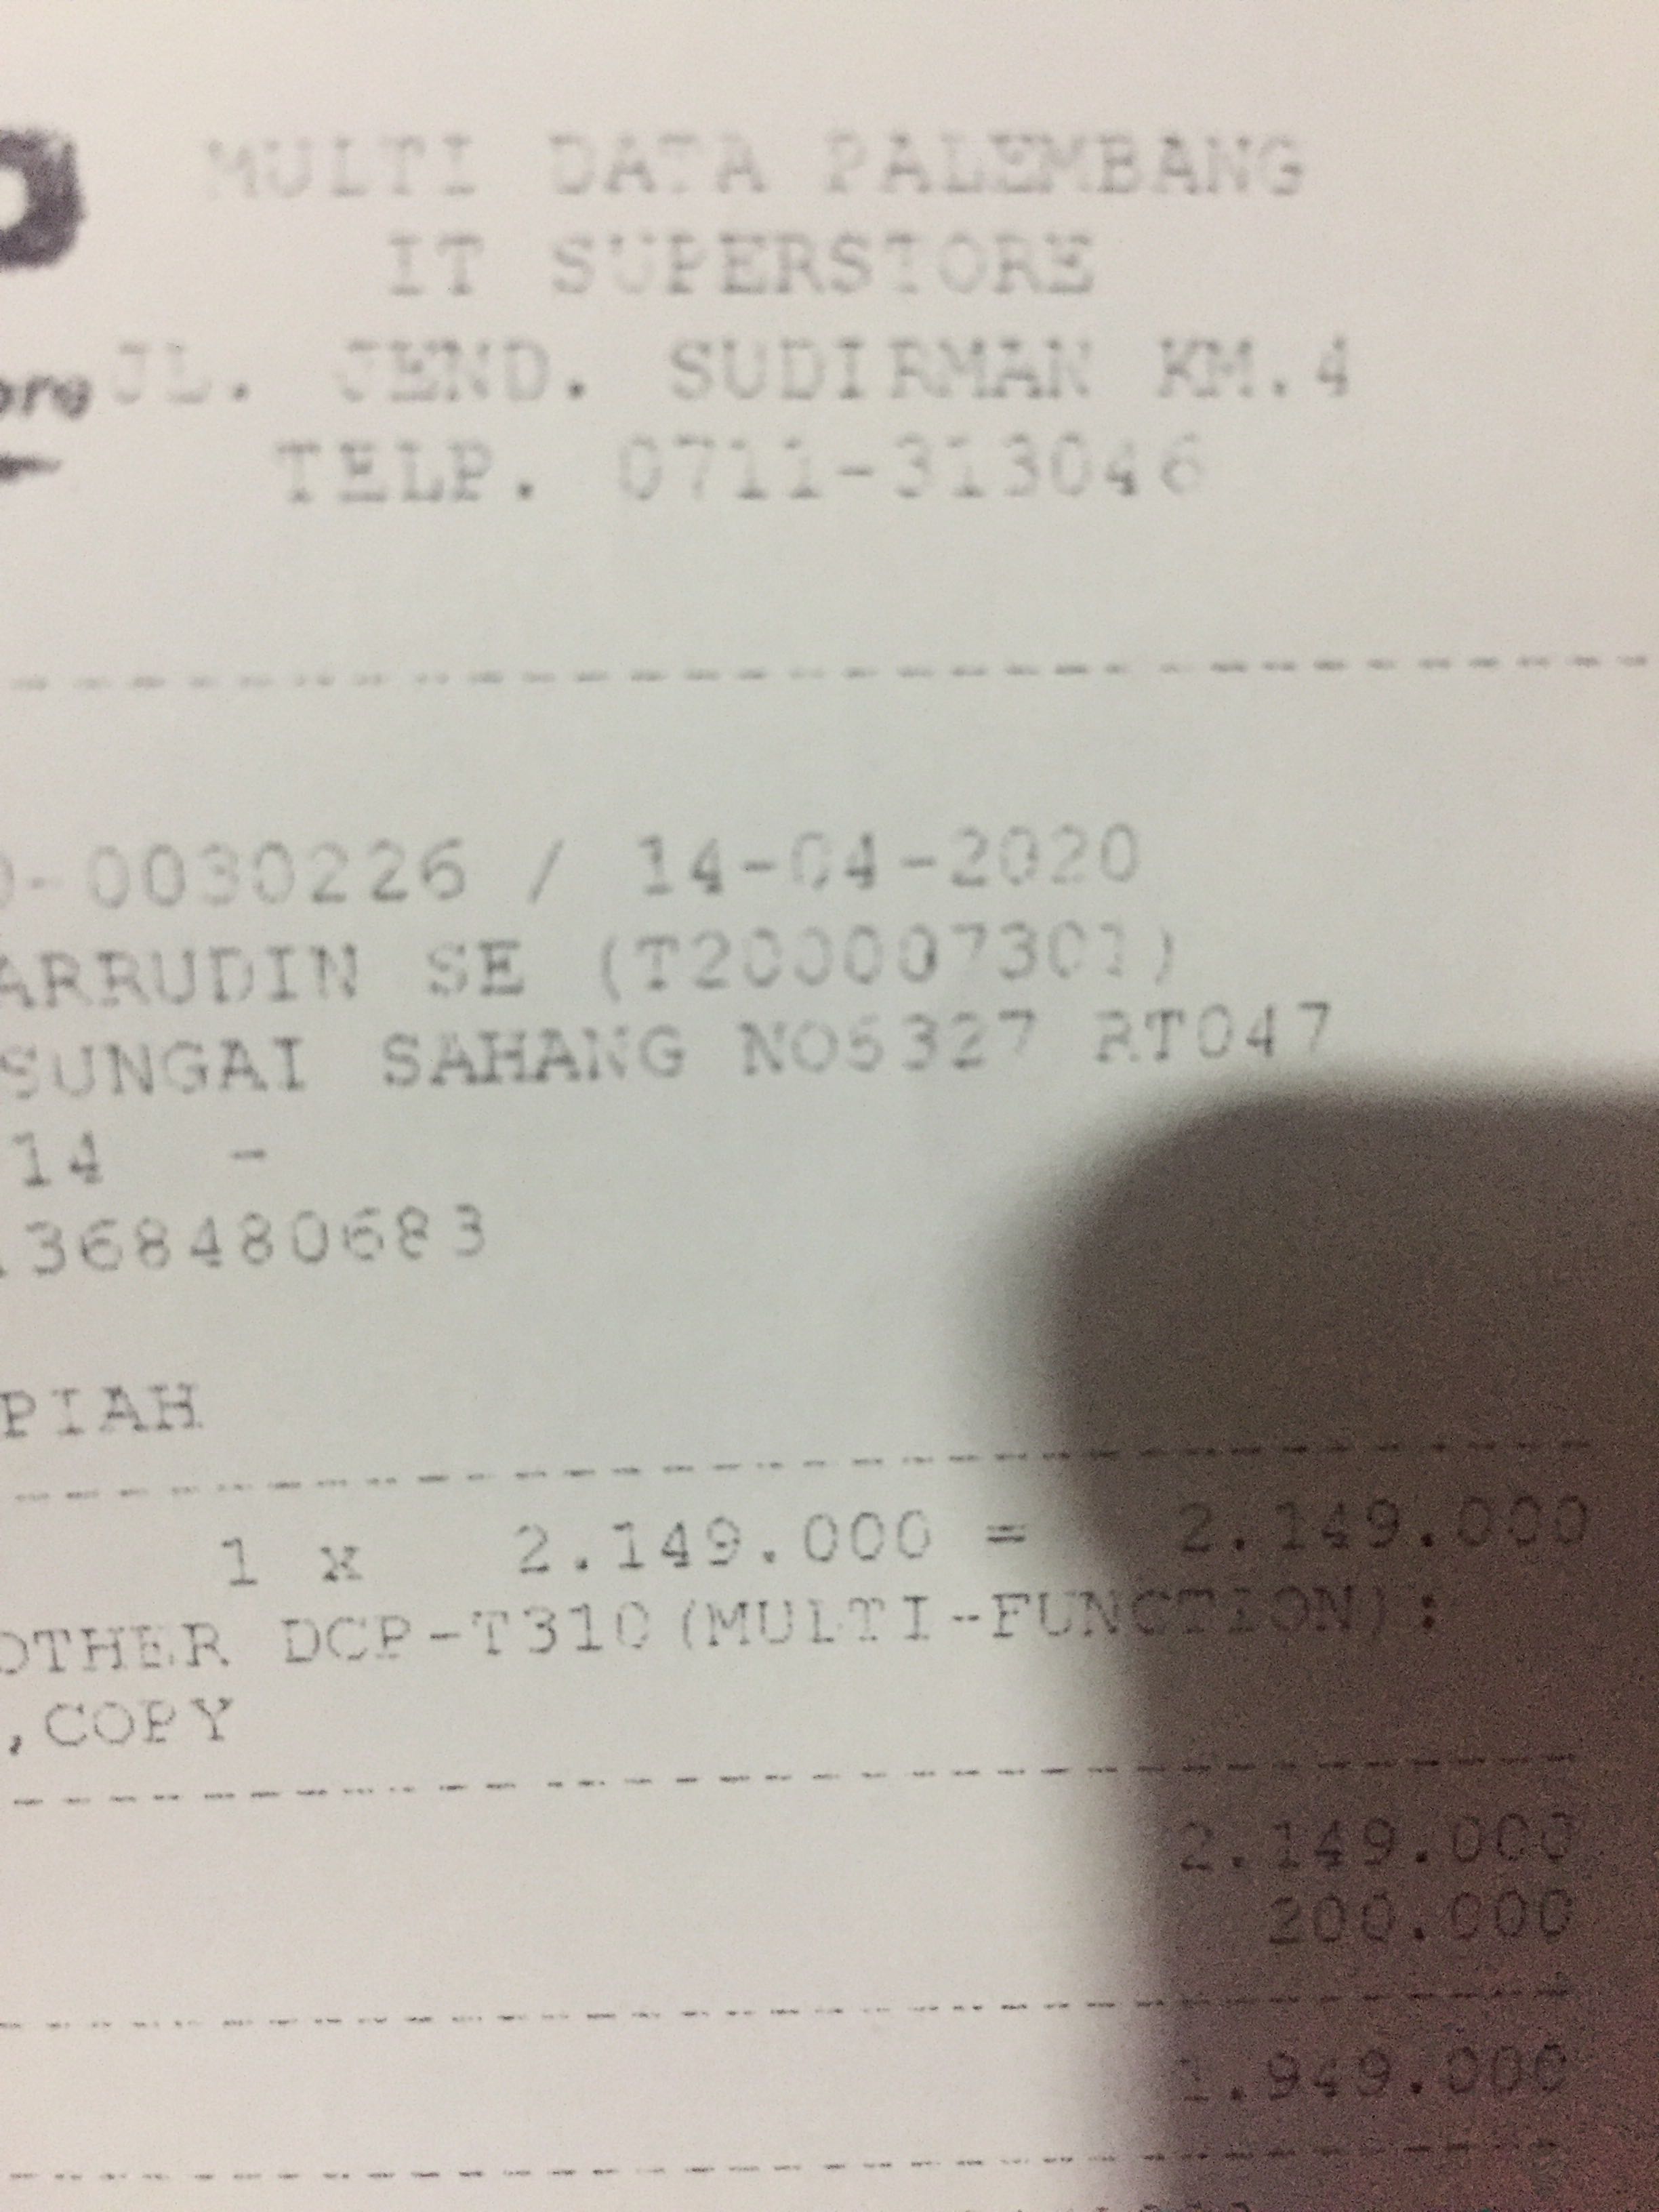 MULTI DATA PALEMBANG
IT SUPERSTORE
JL. JEND. SUDIRMAN KM.4
TELP. 0711-313046
0030226 / 14-04-2020
ARRUDIN SE (T200007301)
SUNGAI SAHANG NO5327 RT047
14 -
1368480683
PIAH
1 x 2.149.000 = 2.149.000
OTHER DCP-T310(MULTI-FUNCTION):
,COPY
2.149.000
200.000
1.949.000